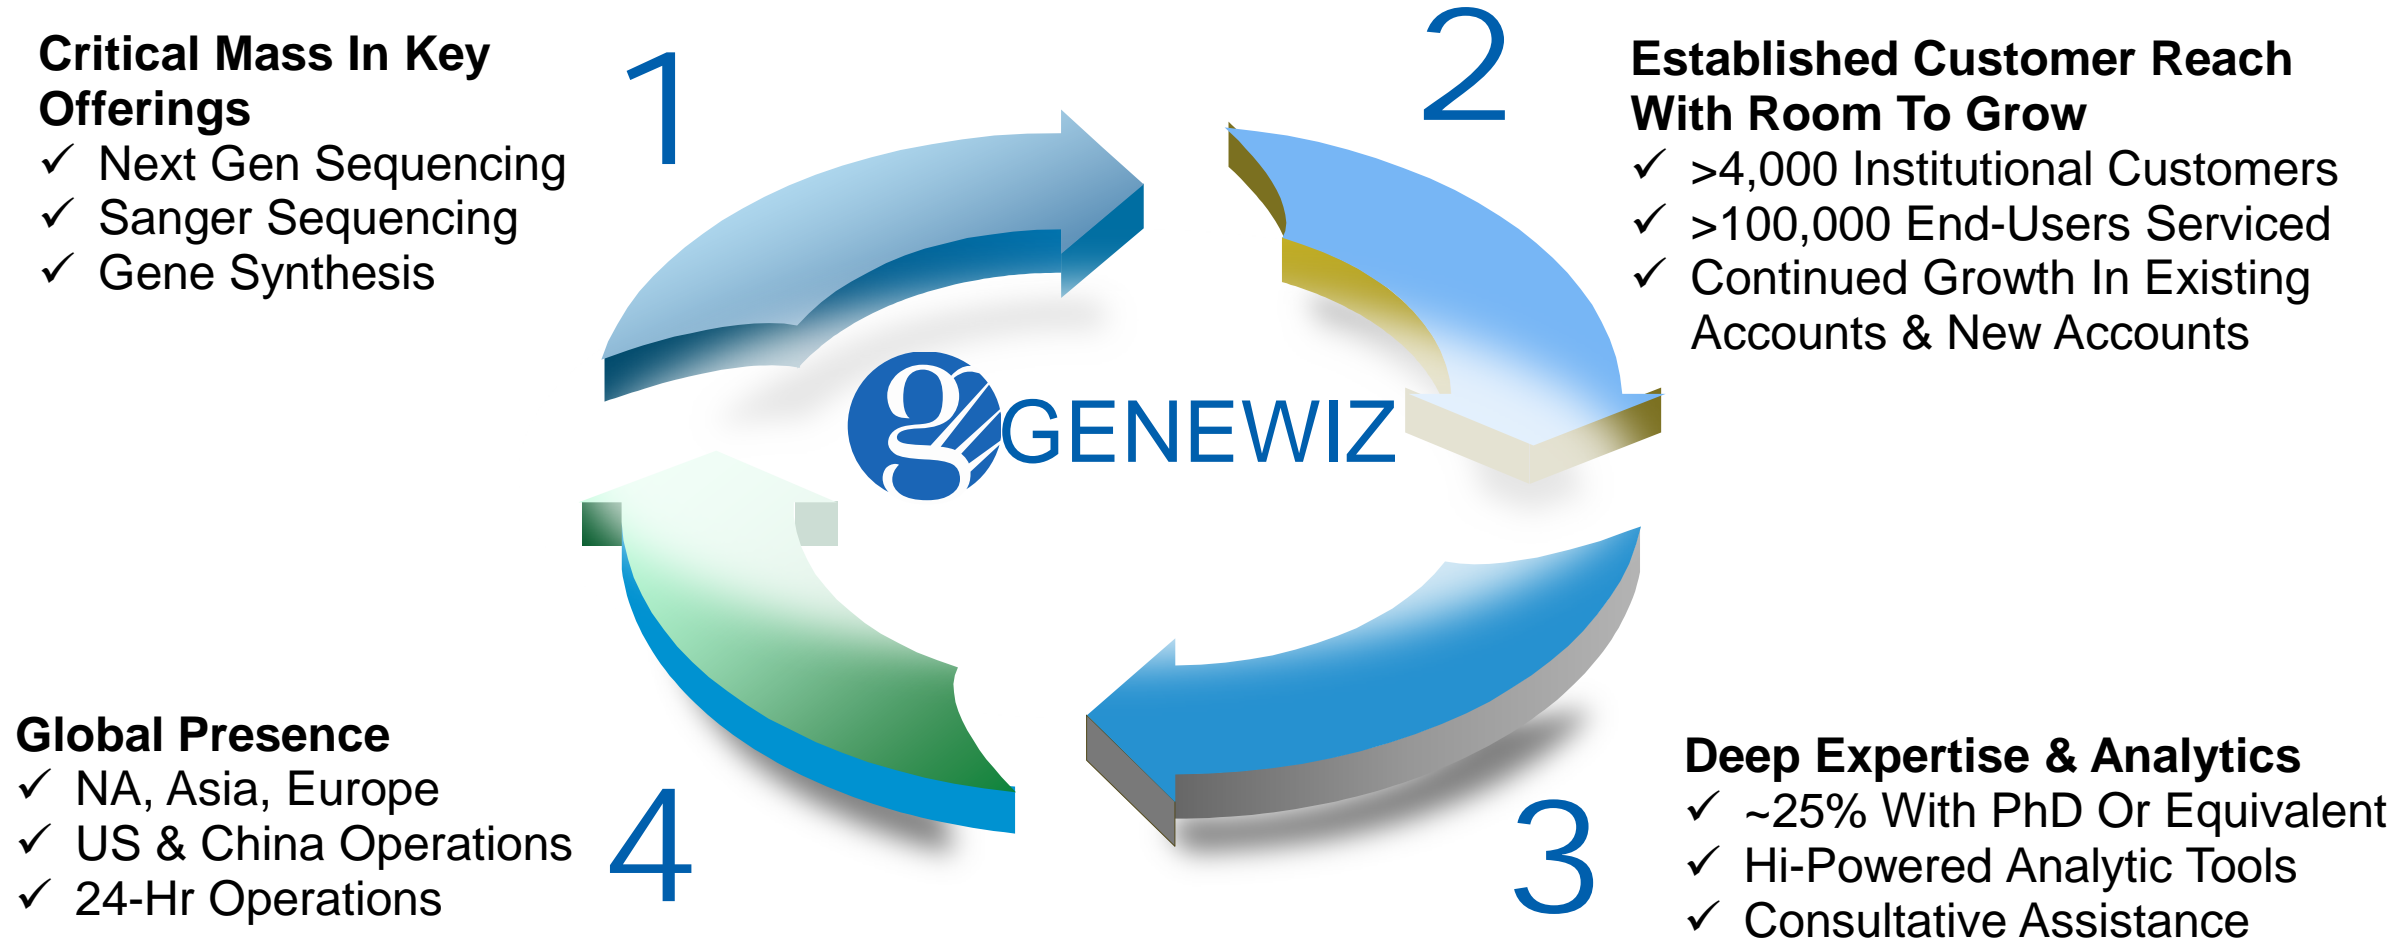 1
Critical Mass In Key
Offerings
✓ Next Gen Sequencing
✓ Sanger Sequencing
✓ Gene Synthesis
2
Established Customer Reach
With Room To Grow
✓ >4,000 Institutional Customers
✓ >100,000 End-Users Serviced
✓ Continued Growth In Existing
Accounts & New Accounts
g GENEWIZ
3
Deep Expertise & Analytics
✓ ~25% With PhD Or Equivalent
✓ Hi-Powered Analytic Tools
✓ Consultative Assistance
4
Global Presence
✓ NA, Asia, Europe
✓ US & China Operations
✓ 24-Hr Operations